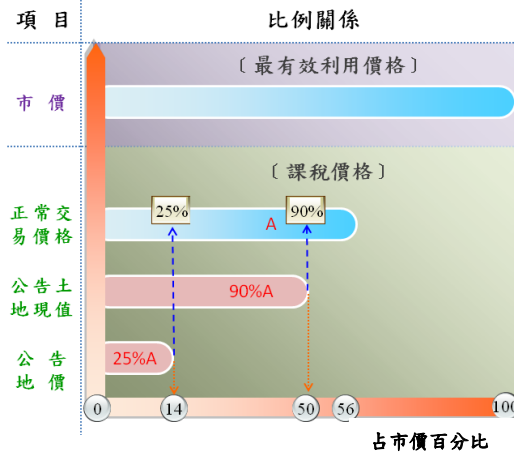 項 目
比例關係
〔最有效利用價格〕
市 價
〔課稅價格〕
25%
90%
正常交
易價格
A
公告土
地現值
90%A
公 告
地 價
25%A
0
14
50
56
100
占市價百分比